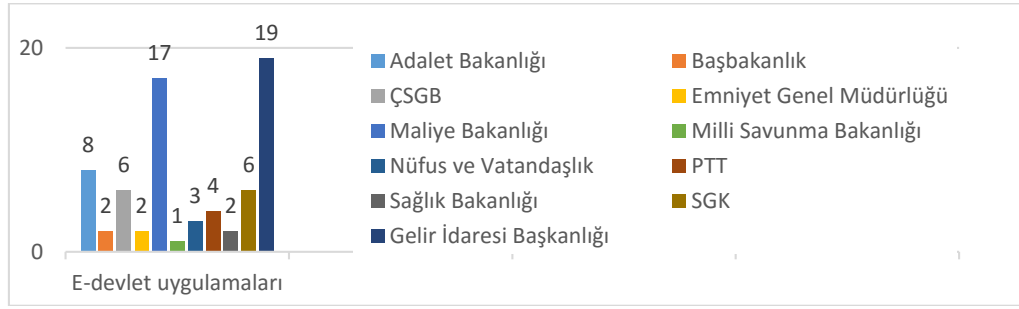 20
0
8
2
6
2
17
1
3
4
2
6
19
E-devlet uygulamaları
Adalet Bakanlığı
Başbakanlık
ÇSGB
Emniyet Genel Müdürlüğü
Maliye Bakanlığı
Milli Savunma Bakanlığı
Nüfus ve Vatandaşlık
PTT
Sağlık Bakanlığı
SGK
Gelir İdaresi Başkanlığı